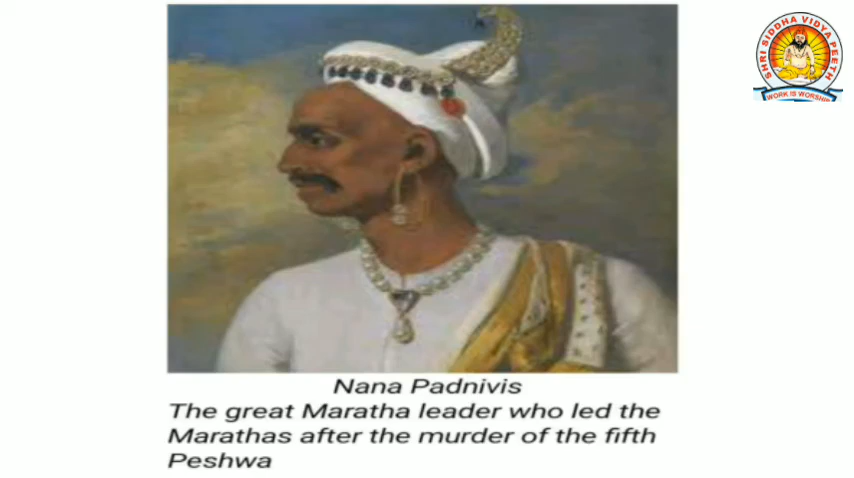 SHRI SIDDHA VIDYA PEETH
WORK IS WORSHIP
Nana Padnivis
The great Maratha leader who led the
Marathas after the murder of the fifth
Peshwa